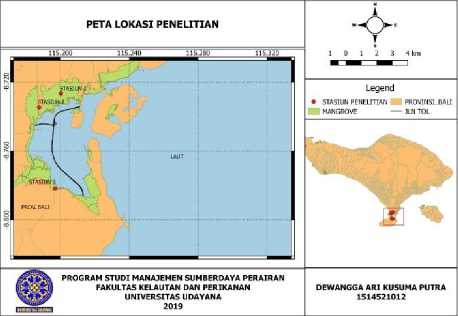 PETA LOKASI PENELITIAN
115.200 115.240 115.280 115.320
-8.720
-8.760
-8.800
STASIUN 2
STASIUN 1
STASIUN 3
LAUT
PROV. BALI
1 0 1 2 3 4 km
Legend
STASIUN PENELITIAN
PROVINSI BALI
MANGROVE
JLN TOL
PROGRAM STUDI MANAJEMEN SUMBERDAYA PERAIRAN
FAKULTAS KELAUTAN DAN PERIKANAN
UNIVERSITAS UDAYANA
2019
DEWANGGA ARI KUSUMA PUTRA
1514521012